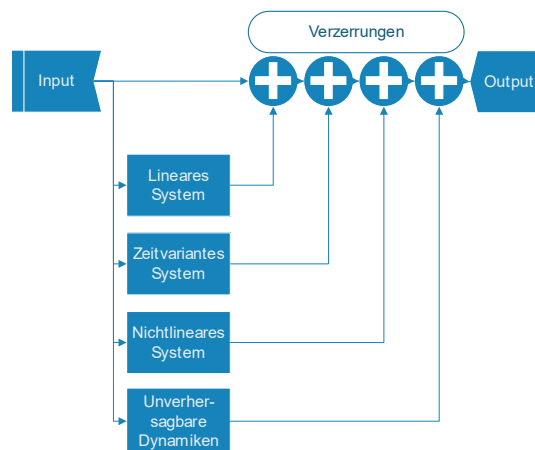 Verzerrungen
Input
Output
Lineares
System
Zeitvariantes
System
Nichtlineares
System
Unverher-
sagbare
Dynamiken